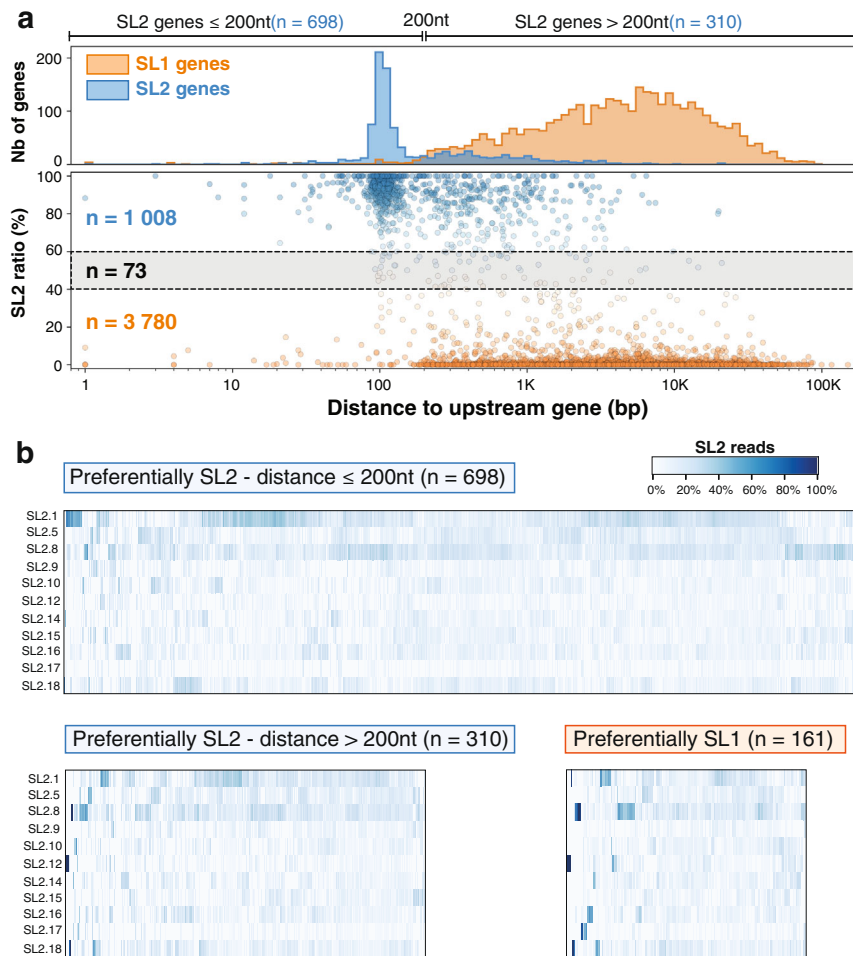 a
SL2 genes ≤ 200nt(n = 698)
200nt
SL2 genes > 200nt(n = 310)
Nb of genes
200
100
0
SL1 genes
SL2 genes
SL2 ratio (%)
100
80
60
40
20
0
n = 1 008
n = 73
n = 3 780
1
10
100
1K
10K
100K
Distance to upstream gene (bp)
b
Preferentially SL2 - distance ≤ 200nt (n = 698)
SL2 reads
0% 20% 40% 60% 80% 100%
SL2.1
SL2.5
SL2.8
SL2.9
SL2.10
SL2.12
SL2.14
SL2.15
SL2.16
SL2.17
SL2.18
Preferentially SL2 - distance > 200nt (n = 310)
Preferentially SL1 (n = 161)
SL2.1
SL2.5
SL2.8
SL2.9
SL2.10
SL2.12
SL2.14
SL2.15
SL2.16
SL2.17
SL2.18